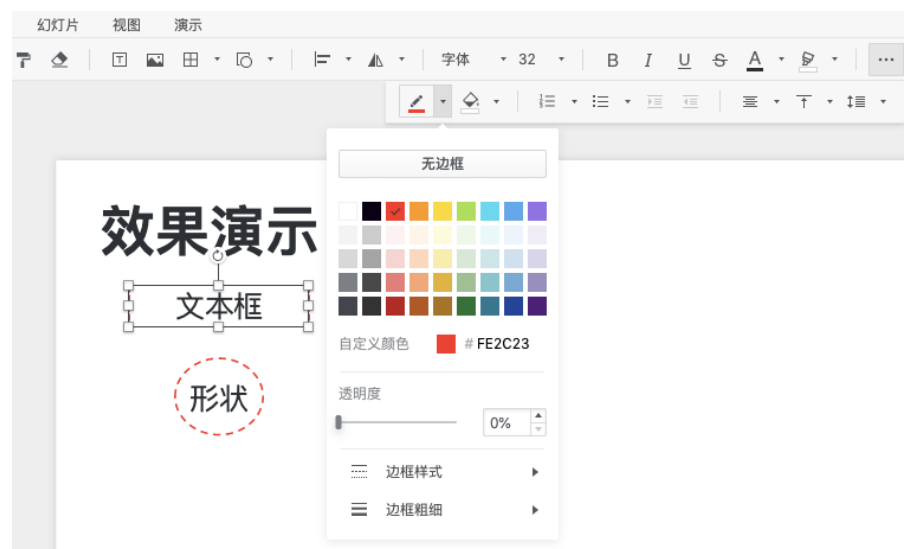 幻灯片 视图 演示
字体 32 B I U S A ...
无边框
效果演示
文本框
自定义颜色 # FE2C23
形状
透明度
0%
边框样式
边框粗细